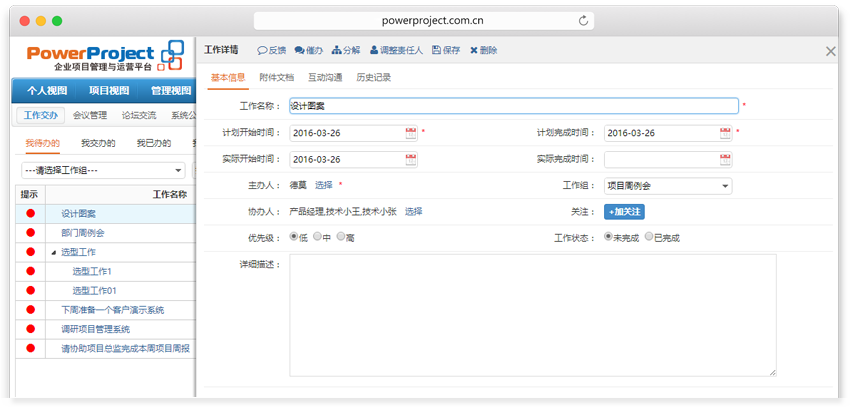 powerproject.com.cn
PowerProject
企业项目管理与运营平台
个人视图 项目视图 管理视图
工作交办 会议管理 论坛交流 系统公
我待办的 我交办的 我已办的
---请选择工作组---
提示 工作名称
设计图案
部门周例会
选型工作
选型工作1
选型工作01
下周准备一个客户演示系统
调研项目管理系统
请协助项目总监完成本周项目周报
工作详情 反馈 催办 分解 调整责任人 保存 删除
基本信息 附件文档 互动沟通 历史记录
工作名称： 设计图案 *
计划开始时间： 2016-03-26 * 计划完成时间： 2016-03-26 *
实际开始时间： 2016-03-26 实际完成时间：
主办人： 德莫 选择 * 工作组： 项目周例会
协办人： 产品经理,技术小王,技术小张 选择 关注： +加关注
优先级： 低 中 高 工作状态： 未完成 已完成
详细描述：